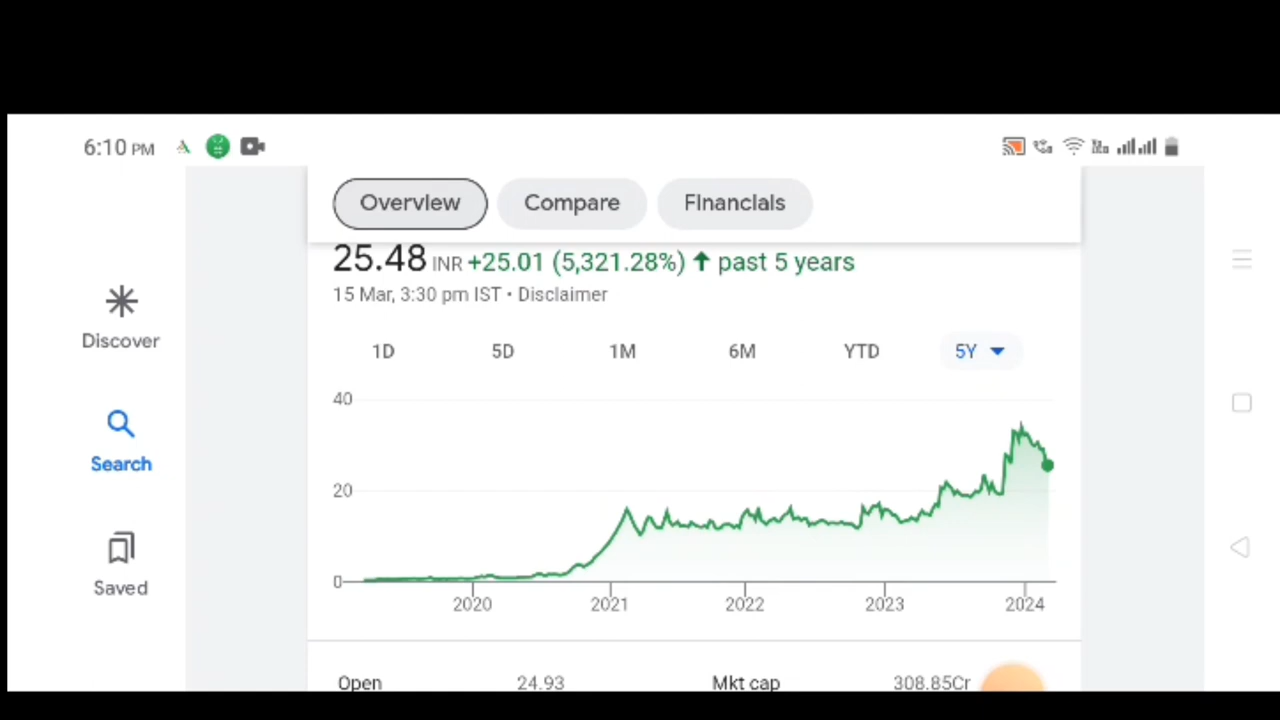 6:10 PM
Overview Compare Financials
25.48 INR +25.01 (5,321.28%) ↑ past 5 years
15 Mar, 3:30 pm IST • Disclaimer
1D 5D 1M 6M YTD 5Y
40
20
0
2020 2021 2022 2023 2024
Open 24.93 Mkt cap 308.85Cr
Discover
Search
Saved